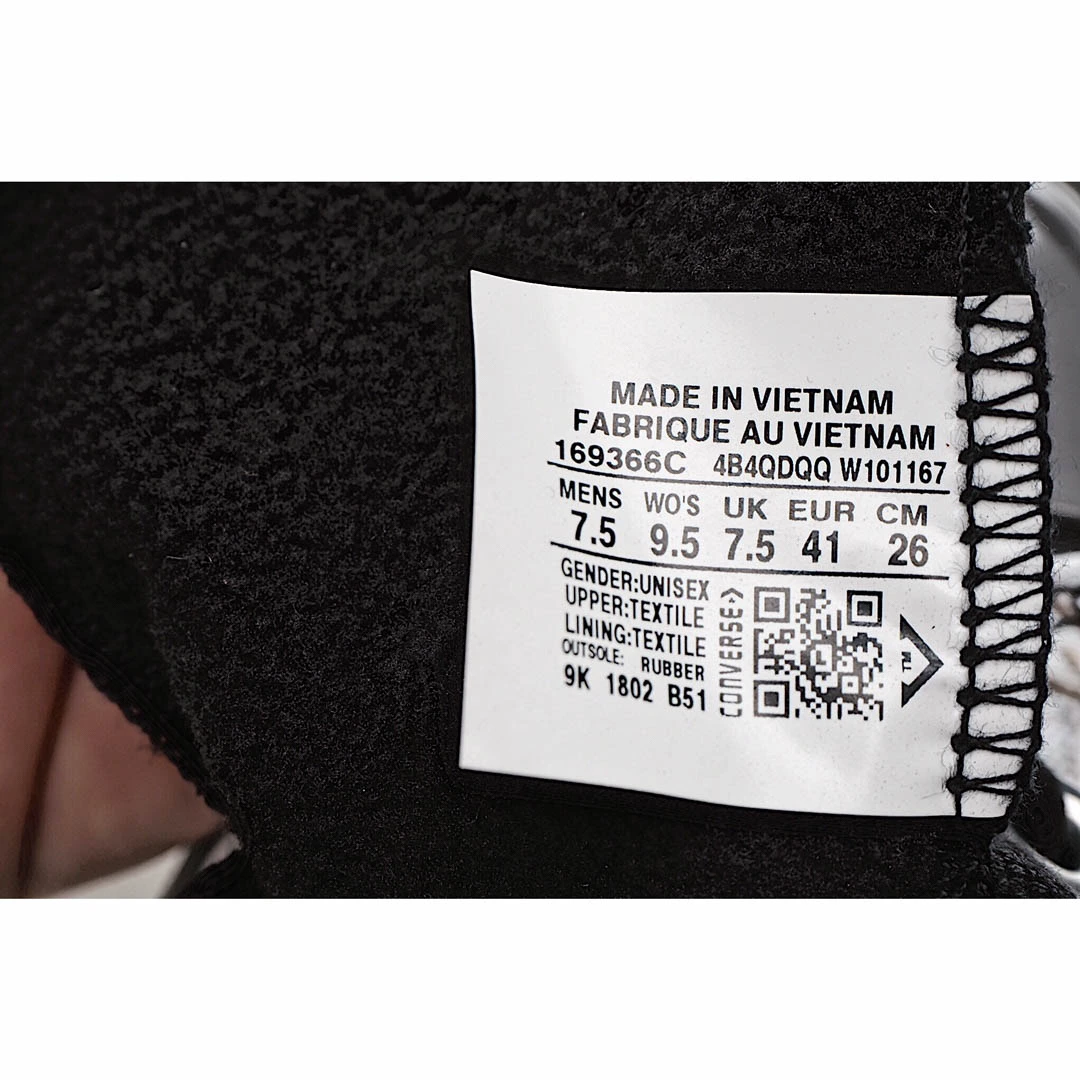 MADE IN VIETNAM
FABRIQUE AU VIETNAM
169366C 4B4QDQQ W101167
MENS WO'S UK EUR CM
7.5 9.5 7.5 41 26
GENDER:UNISEX
UPPER:TEXTILE
LINING:TEXTILE
OUTSOLE: RUBBER
9K 1802 B51
CONVERSE
TM